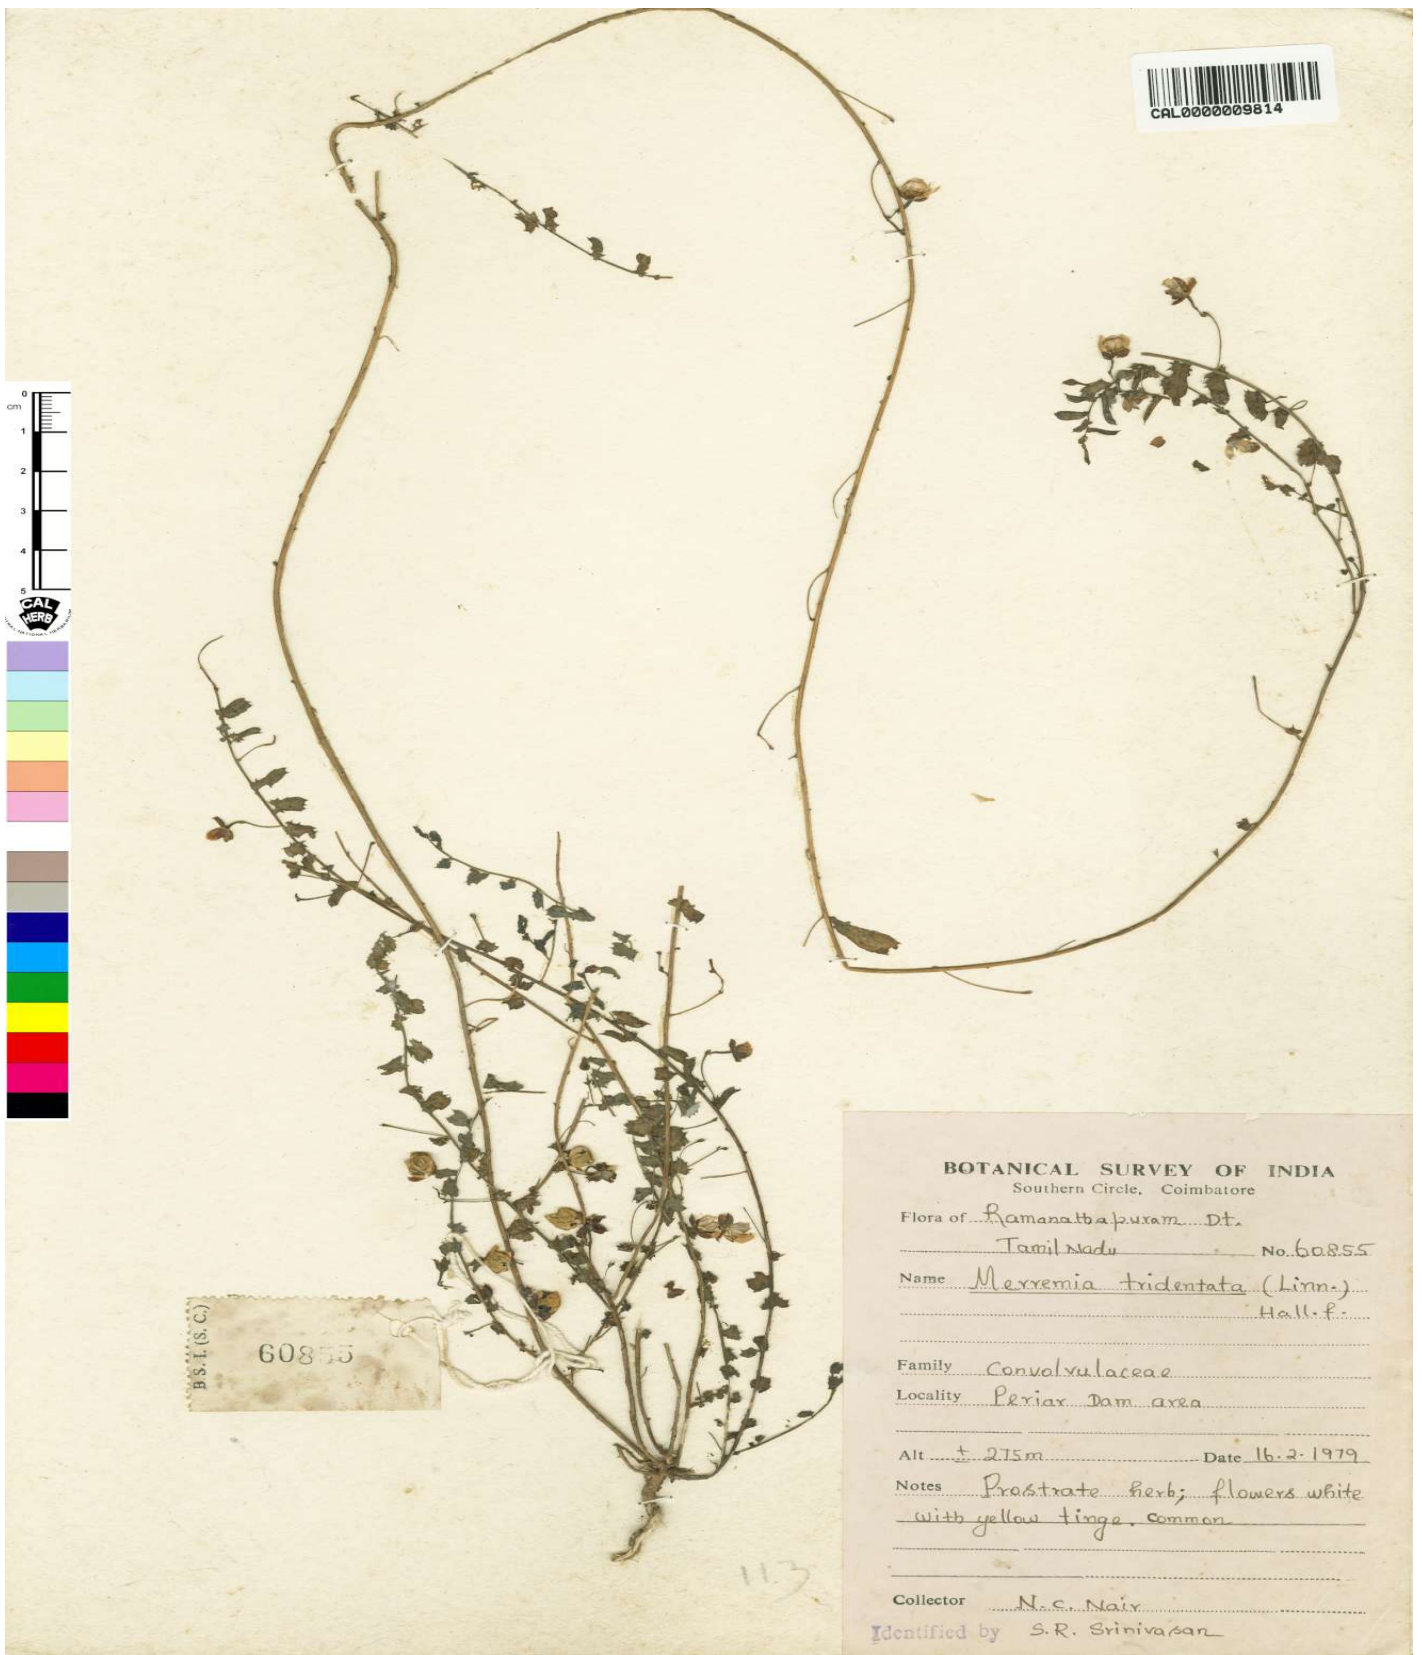 CAL0000009814
0
cm
1
2
3
4
5
CAL
HERB
BOTANICAL SURVEY OF INDIA
Southern Circle, Coimbatore
Flora of Ramanathapuram Dt.
Tamil Nadu No. 60855
Name Merremia tridentata (Linn.)
Hall. f.
Family Convolvulaceae
Locality Periar Dam area
Alt ± 275m Date 16.2.1979
Notes Prostrate herb; flowers white
with yellow tinge. Common
Collector N.C. Nair
Identified by S.R. Srinivasan
B S. I. (S. C.)
60855
113